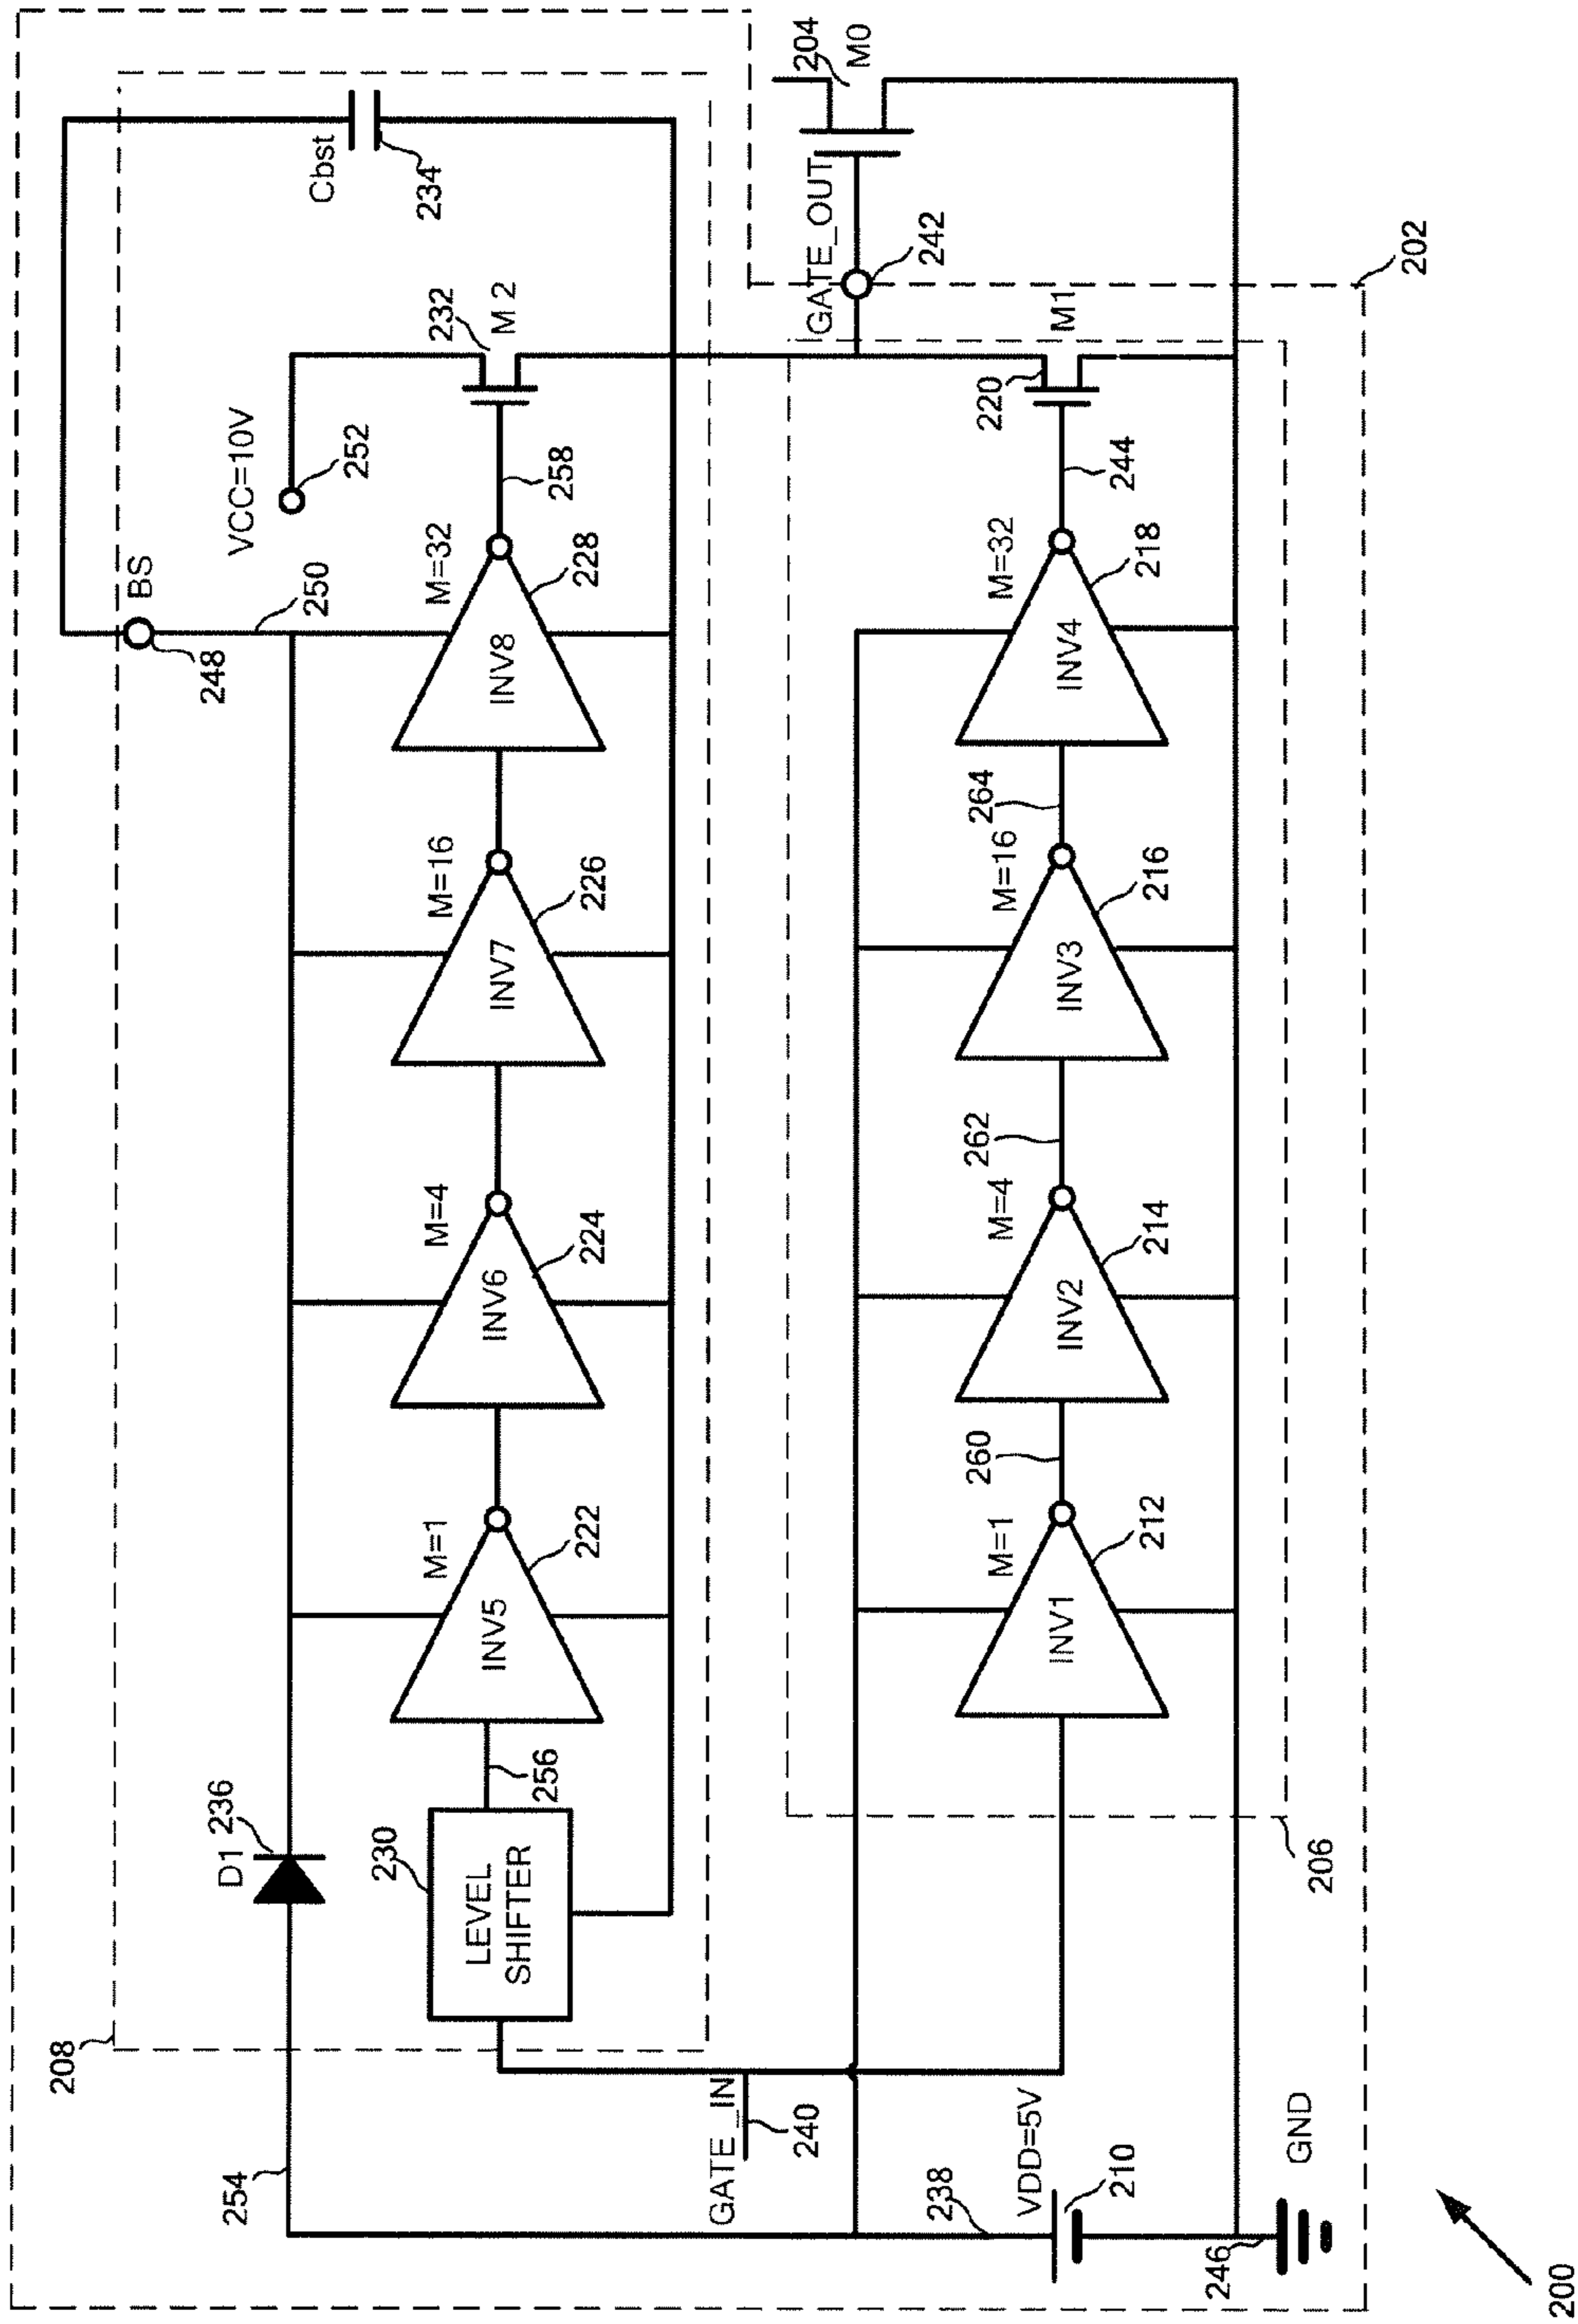 208
254
D1
236
248
BS
250
VCC=10V
252
Cbst
234
LEVEL
SHIFTER
230
256
INV5
M=1
222
INV6
M=4
224
INV7
M=16
226
INV8
M=32
228
258
232
M 2
GATE_IN
240
GATE_OUT
242
204
M0
238
VDD=5V
210
INV1
M=1
212
260
INV2
M=4
214
262
INV3
M=16
216
264
INV4
M=32
218
244
220
M1
246
GND
206
202
200